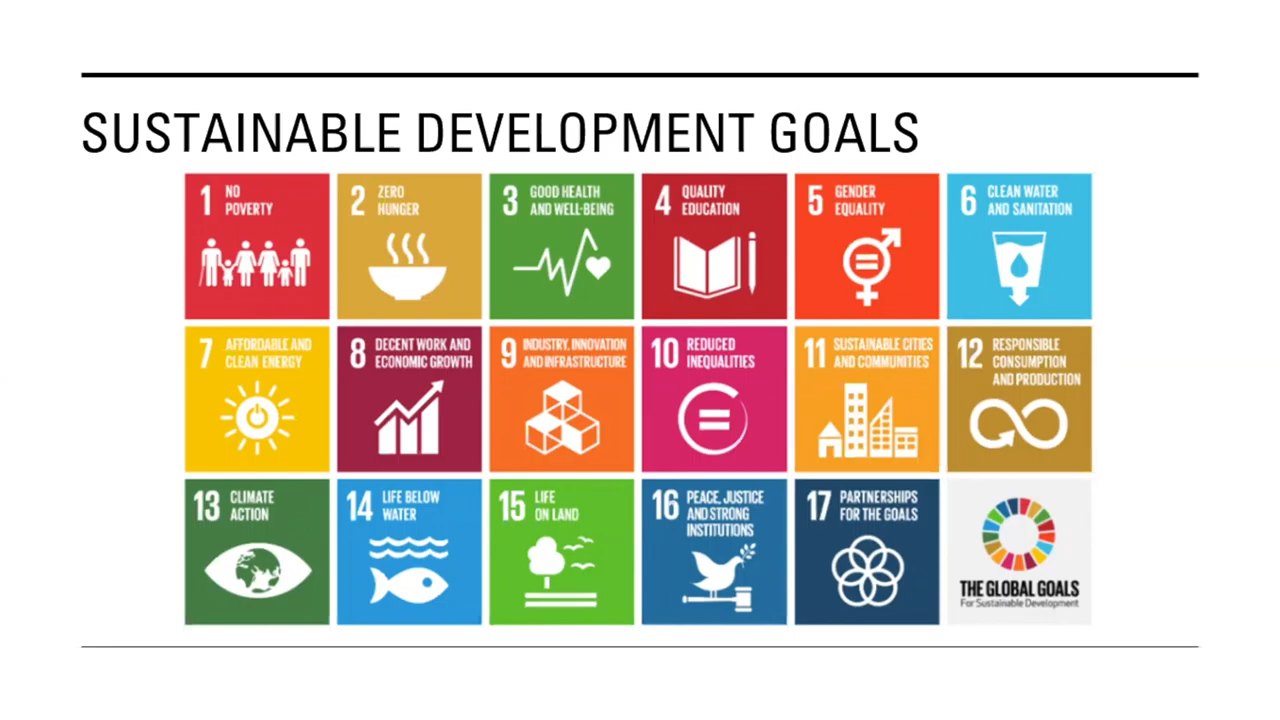 SUSTAINABLE DEVELOPMENT GOALS
1 NO
POVERTY
2 ZERO
HUNGER
3 GOOD HEALTH
AND WELL-BEING
4 QUALITY
EDUCATION
5 GENDER
EQUALITY
6 CLEAN WATER
AND SANITATION
7 AFFORDABLE AND
CLEAN ENERGY
8 DECENT WORK AND
ECONOMIC GROWTH
9 INDUSTRY, INNOVATION
AND INFRASTRUCTURE
10 REDUCED
INEQUALITIES
11 SUSTAINABLE CITIES
AND COMMUNITIES
12 RESPONSIBLE
CONSUMPTION
AND PRODUCTION
13 CLIMATE
ACTION
14 LIFE BELOW
WATER
15 LIFE
ON LAND
16 PEACE, JUSTICE
AND STRONG
INSTITUTIONS
17 PARTNERSHIPS
FOR THE GOALS
THE GLOBAL GOALS
For Sustainable Development